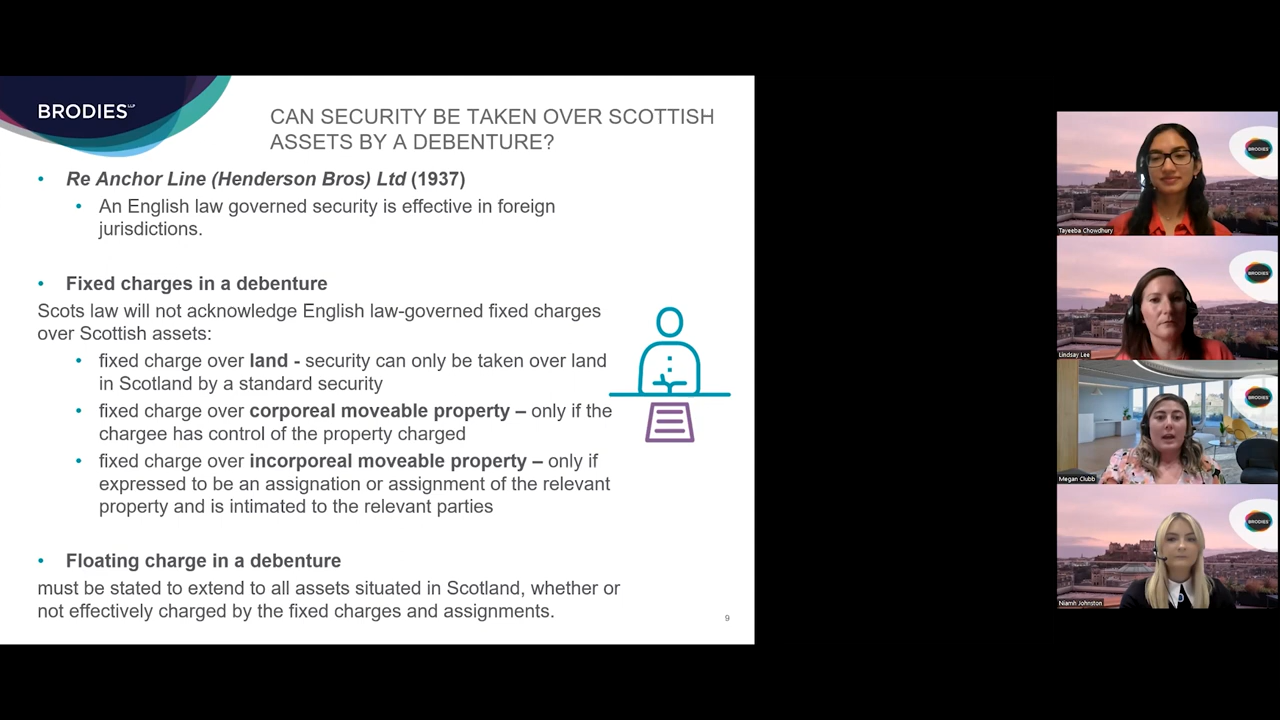 BRODIES LLP
CAN SECURITY BE TAKEN OVER SCOTTISH
ASSETS BY A DEBENTURE?
• Re Anchor Line (Henderson Bros) Ltd (1937)
• An English law governed security is effective in foreign
jurisdictions.
• Fixed charges in a debenture
Scots law will not acknowledge English law-governed fixed charges
over Scottish assets:
• fixed charge over land - security can only be taken over land
in Scotland by a standard security
• fixed charge over corporeal moveable property – only if the
chargee has control of the property charged
• fixed charge over incorporeal moveable property – only if
expressed to be an assignation or assignment of the relevant
property and is intimated to the relevant parties
• Floating charge in a debenture
must be stated to extend to all assets situated in Scotland, whether or
not effectively charged by the fixed charges and assignments.
9
BRODIES
Tayeeba Chowdhury
BRODIES
Lindsay Lee
BRODIES
Megan Clubb
BRODIES
Niamh Johnston